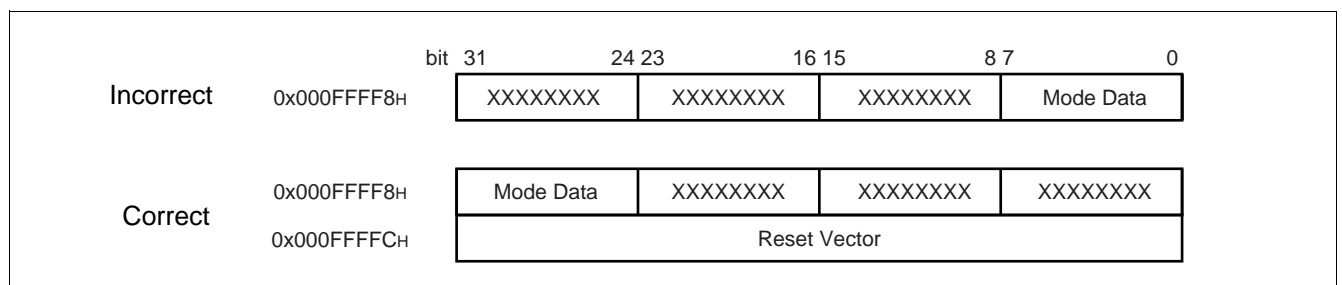 bit 31 24 23 16 15 8 7 0
Incorrect 0x000FFFF8H XXXXXXXX XXXXXXXX XXXXXXXX Mode Data
0x000FFFF8H Mode Data XXXXXXXX XXXXXXXX XXXXXXXX
Correct
0x000FFFFCH Reset Vector